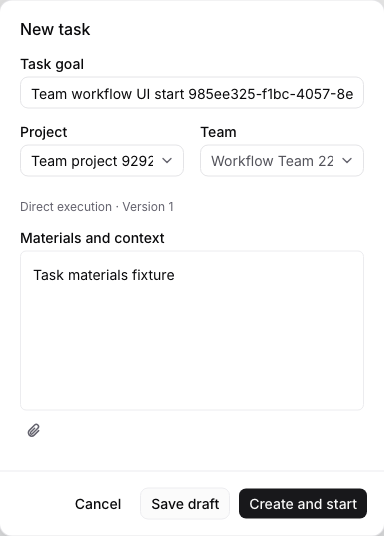 New task
Task goal
Team workflow UI start 985ee325-f1bc-4057-8e
Project
Team
Team project 9292
Workflow Team 22
Direct execution · Version 1
Materials and context
Task materials fixture
Cancel
Save draft
Create and start